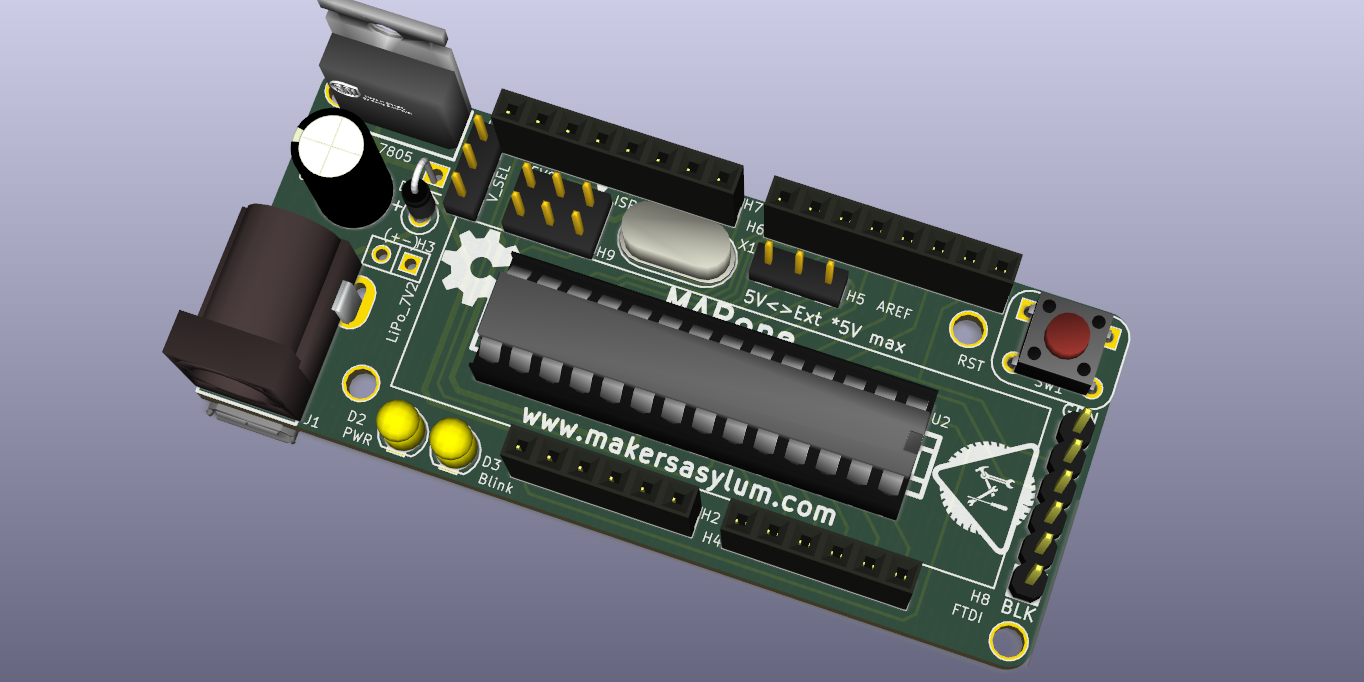 7805
V_SEL
ISP
H7
H6
X1
H9
(+-)
H3
LiPo_7V2
5V<>Ext *5V max
H5
AREF
RST
SW1
MARone
U2
www.makersasylum.com
J1
D2
PWR
D3
Blink
H2
H4
H8
FTDI
BLK